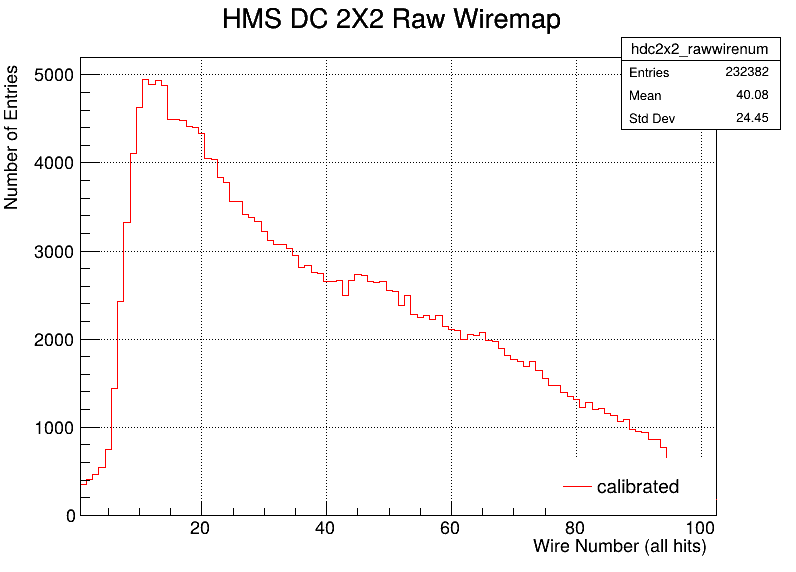 HMS DC 2X2 Raw Wiremap
hdc2x2_rawwirenum
Entries 232382
Mean 40.08
Std Dev 24.45
Number of Entries
5000
4000
3000
2000
1000
0
calibrated
20 40 60 80 100
Wire Number (all hits)